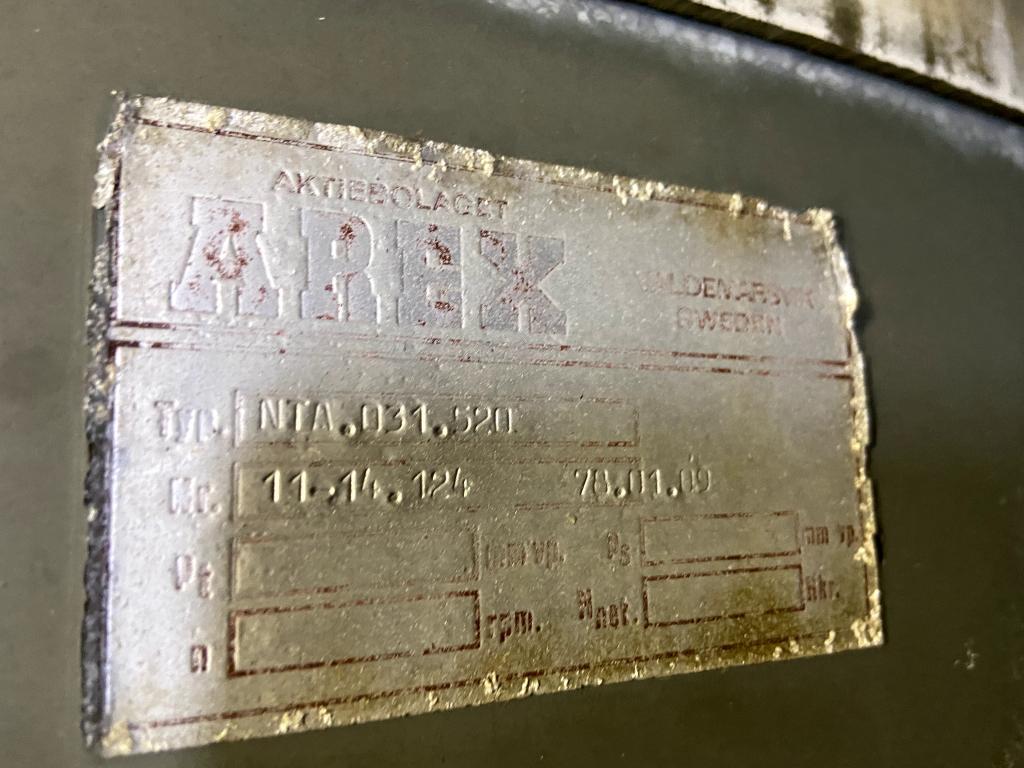 AKTIEBOLAGET
AREX
VALDEMARSVIK
SWEDEN
Typ. NTA.031.520
Nr. 11.14.124 78.01.09
Pt mm vp. Ps mm vp.
n rpm. Nnet. Hkr.